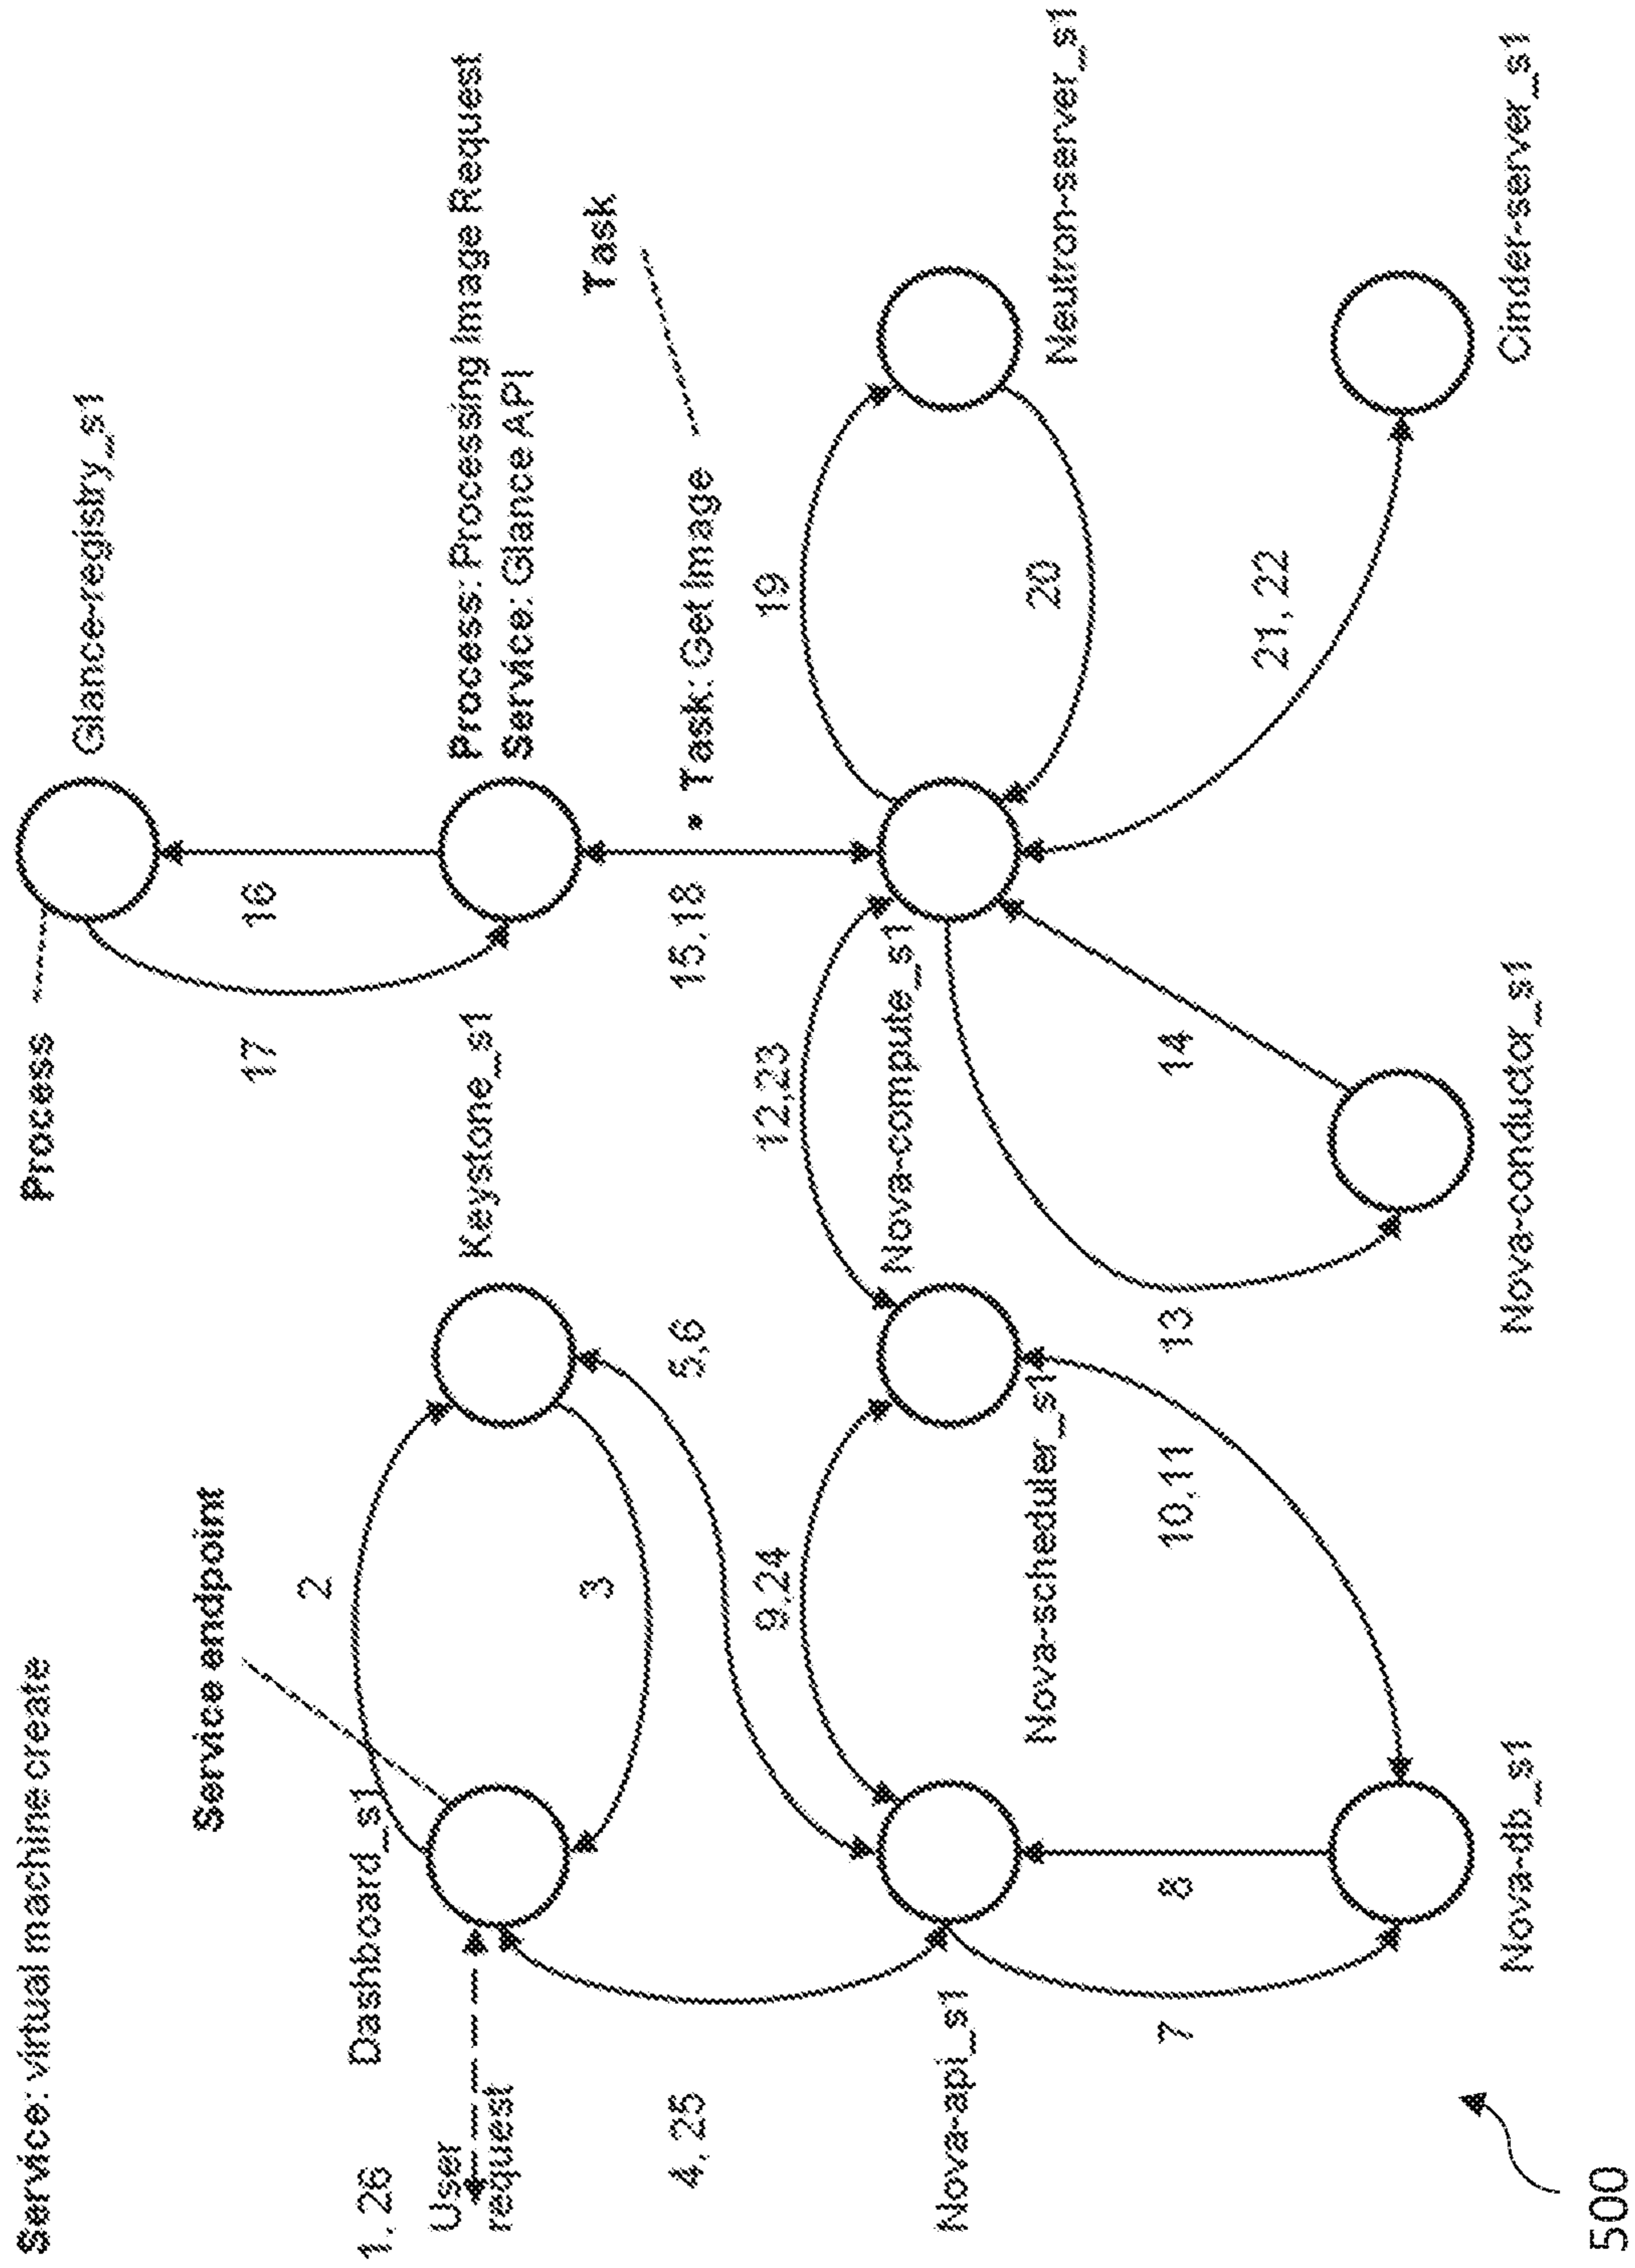 Service: virtual machine create
Process
Glance-registry_s1
Service endpoint
17
16
1, 26
Dashboard_s1
2
Keystone_s1
Process: Processing Image Request
Service: Glance API
User
request
3
Task
4, 25
5,6
15,18
• Task: Get Image
9,24
12,23
19
Nova-api_s1
Nova-compute_s1
Nova-scheduler_s1
20
Neutron-server_s1
7
8
10,11
13
14
21, 22
Nova-db_s1
Nova-conductor_s1
Cinder-server_s1
500